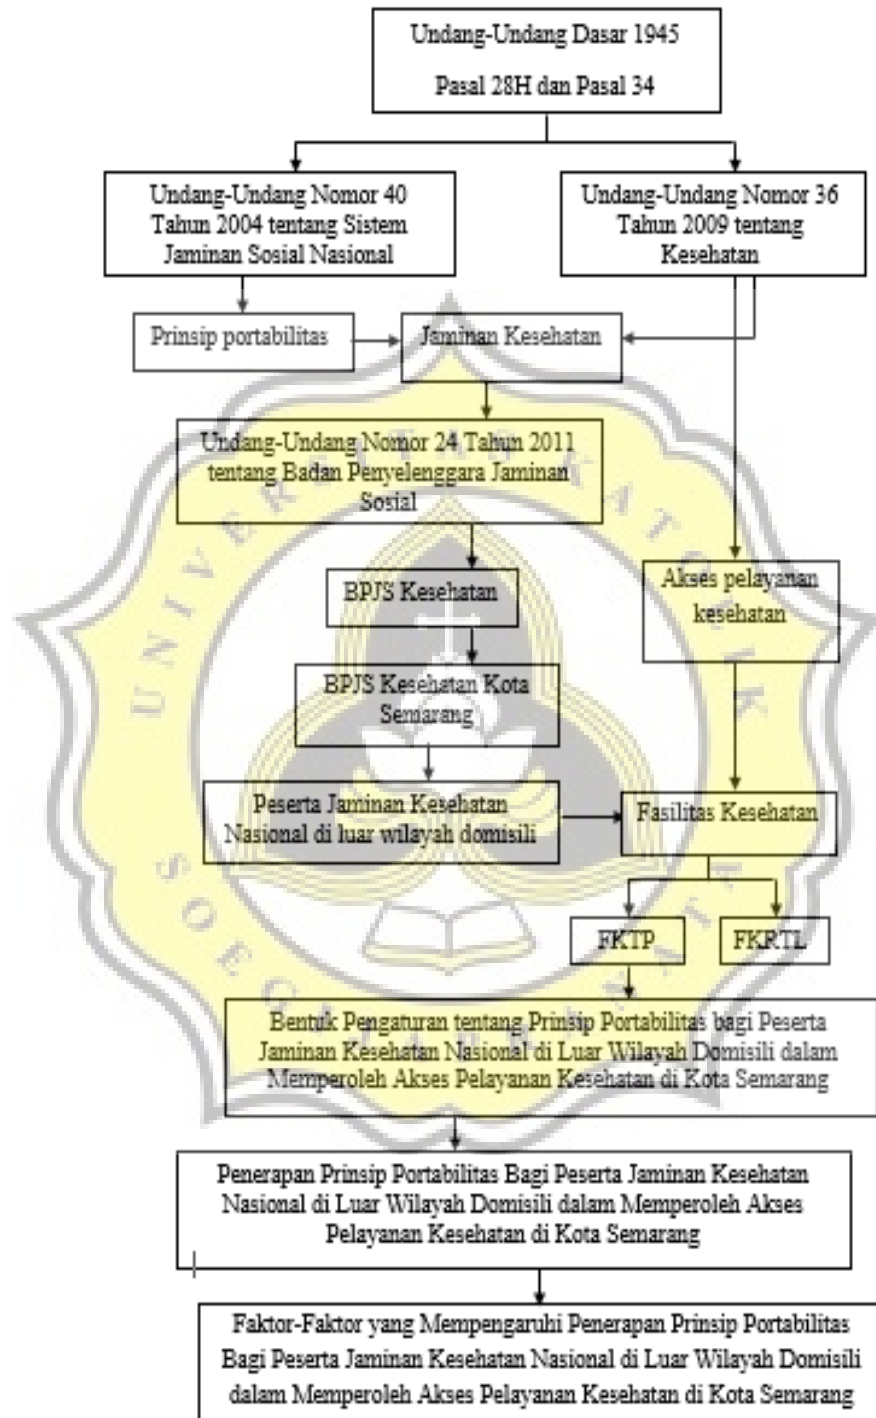 Undang-Undang Dasar 1945
Pasal 28H dan Pasal 34
Undang-Undang Nomor 40
Tahun 2004 tentang Sistem
Jaminan Sosial Nasional
Undang-Undang Nomor 36
Tahun 2009 tentang
Kesehatan
Prinsip portabilitas
Jaminan Kesehatan
Undang-Undang Nomor 24 Tahun 2011
tentang Badan Penyelenggara Jaminan
Sosial
BPJS Kesehatan
Akses pelayanan
kesehatan
BPJS Kesehatan Kota
Semarang
Peserta Jaminan Kesehatan
Nasional di luar wilayah domisili
Fasilitas Kesehatan
FKTP
FKRTL
Bentuk Pengaturan tentang Prinsip Portabilitas bagi Peserta
Jaminan Kesehatan Nasional di Luar Wilayah Domisili dalam
Memperoleh Akses Pelayanan Kesehatan di Kota Semarang
Penerapan Prinsip Portabilitas Bagi Peserta Jaminan Kesehatan
Nasional di Luar Wilayah Domisili dalam Memperoleh Akses
Pelayanan Kesehatan di Kota Semarang
Faktor-Faktor yang Mempengaruhi Penerapan Prinsip Portabilitas
Bagi Peserta Jaminan Kesehatan Nasional di Luar Wilayah Domisili
dalam Memperoleh Akses Pelayanan Kesehatan di Kota Semarang
UNIVERSITAS KATOLIK
SOEGIJAPRANATA